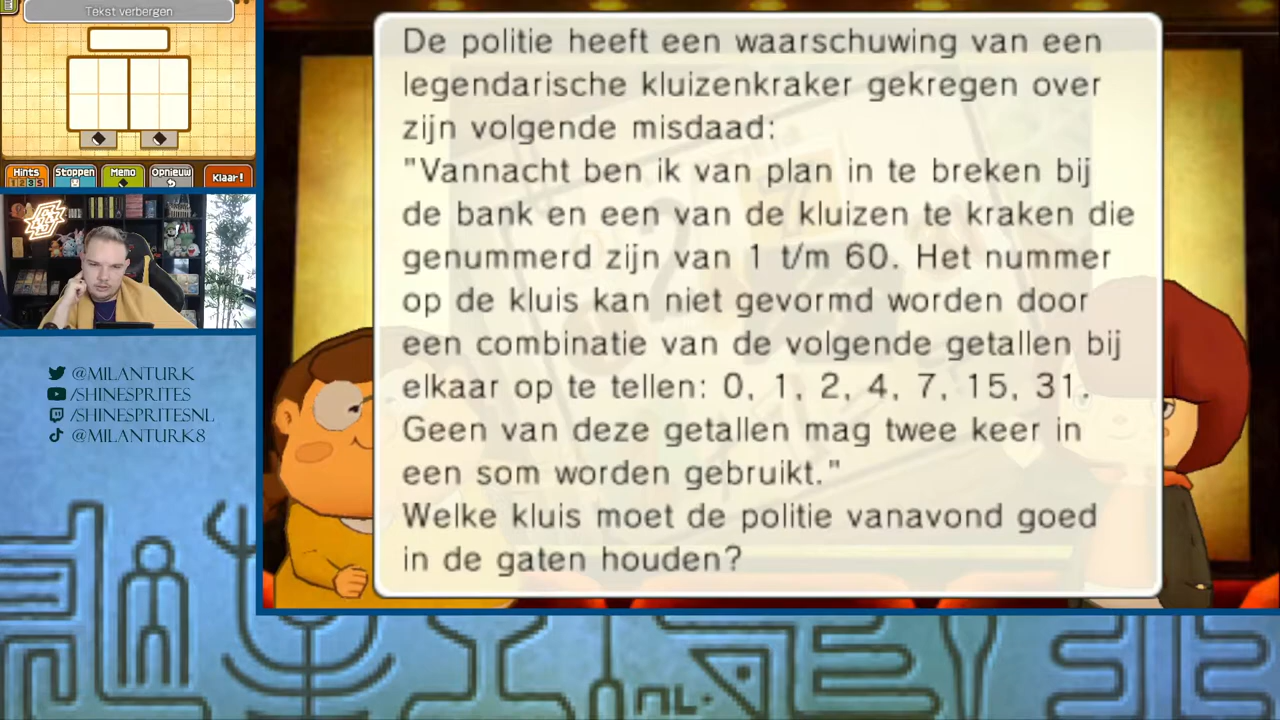 Tekst verbergen
Hints
1 2 3 S
Stoppen
Memo
Opnieuw
Klaar!
@MILANTURK
/SHINESPRITES
/SHINESPRITESNL
@MILANTURK8
De politie heeft een waarschuwing van een
legendarische kluizenkraker gekregen over
zijn volgende misdaad:
"Vannacht ben ik van plan in te breken bij
de bank en een van de kluizen te kraken die
genummerd zijn van 1 t/m 60. Het nummer
op de kluis kan niet gevormd worden door
een combinatie van de volgende getallen bij
elkaar op te tellen: 0, 1, 2, 4, 7, 15, 31.
Geen van deze getallen mag twee keer in
een som worden gebruikt."
Welke kluis moet de politie vanavond goed
in de gaten houden?